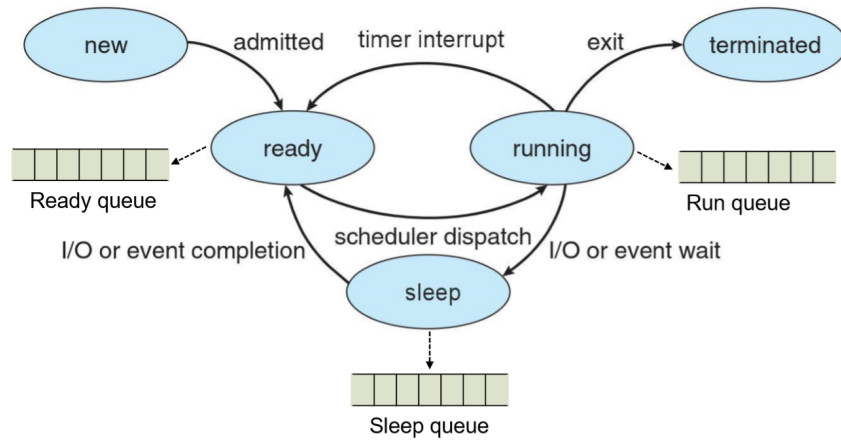 new
admitted
timer interrupt
exit
terminated
ready
running
Ready queue
Run queue
I/O or event completion
scheduler dispatch
I/O or event wait
sleep
Sleep queue